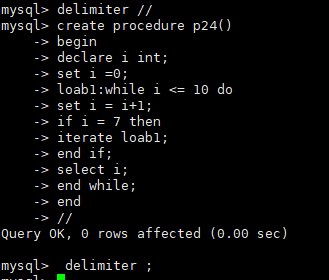 mysql> delimiter //
mysql> create procedure p24()
    -> begin
    -> declare i int;
    -> set i =0;
    -> loab1:while i <= 10 do
    -> set i = i+1;
    -> if i = 7 then
    -> iterate loab1;
    -> end if;
    -> select i;
    -> end while;
    -> end
    -> //
Query OK, 0 rows affected (0.00 sec)

mysql>  delimiter ;
mysql>